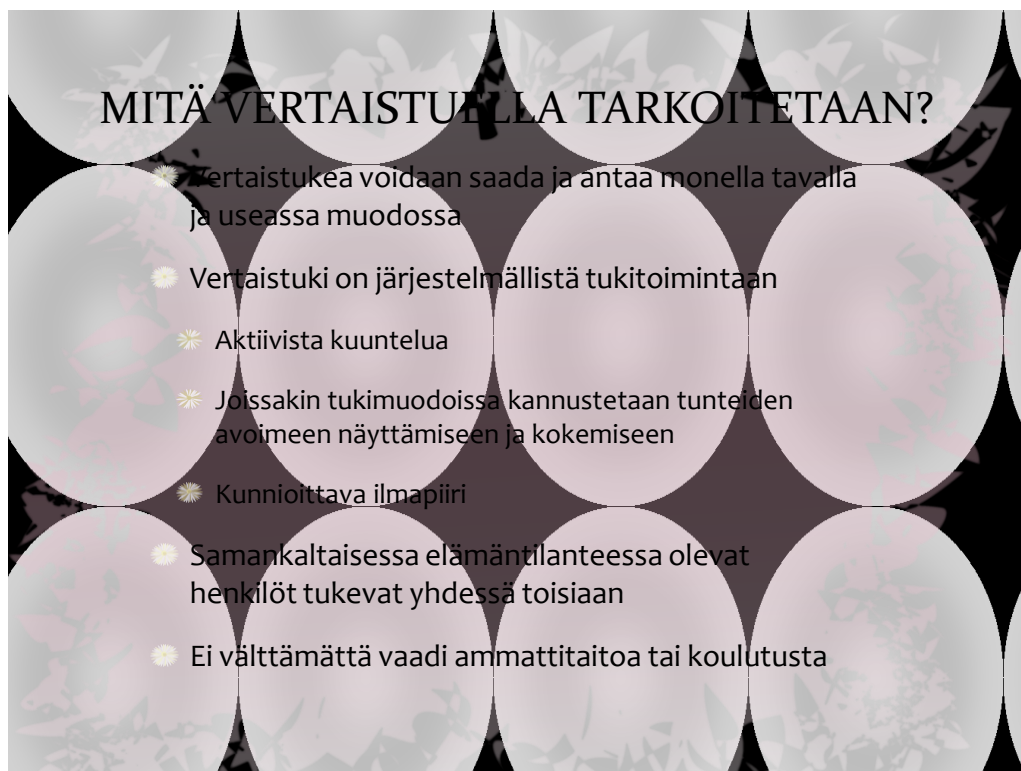 MITÄ VERTAISTUELLA TARKOITETAAN?
Vertaistukea voidaan saada ja antaa monella tavalla
ja useassa muodossa
Vertaistuki on järjestelmällistä tukitoimintaan
Aktiivista kuuntelua
Joissakin tukimuodoissa kannustetaan tunteiden
avoimeen näyttämiseen ja kokemiseen
Kunnioittava ilmapiiri
Samankaltaisessa elämäntilanteessa olevat
henkilöt tukevat yhdessä toisiaan
Ei välttämättä vaadi ammattitaitoa tai koulutusta